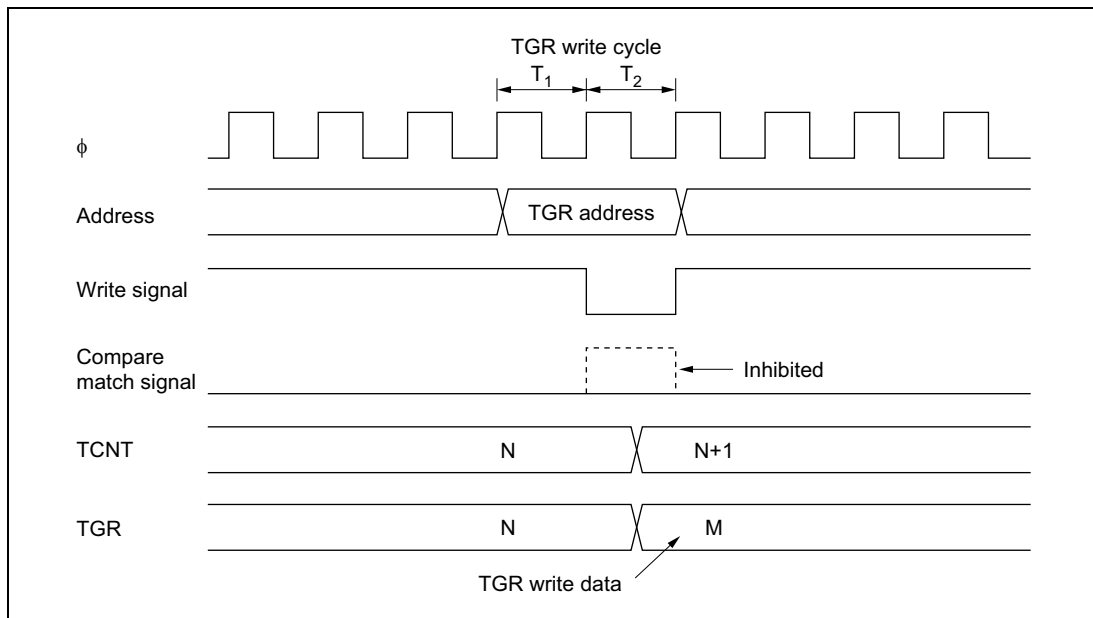 TGR write cycle
T1 T2
ϕ
Address
TGR address
Write signal
Compare
match signal
Inhibited
TCNT
N
N+1
TGR
N
M
TGR write data